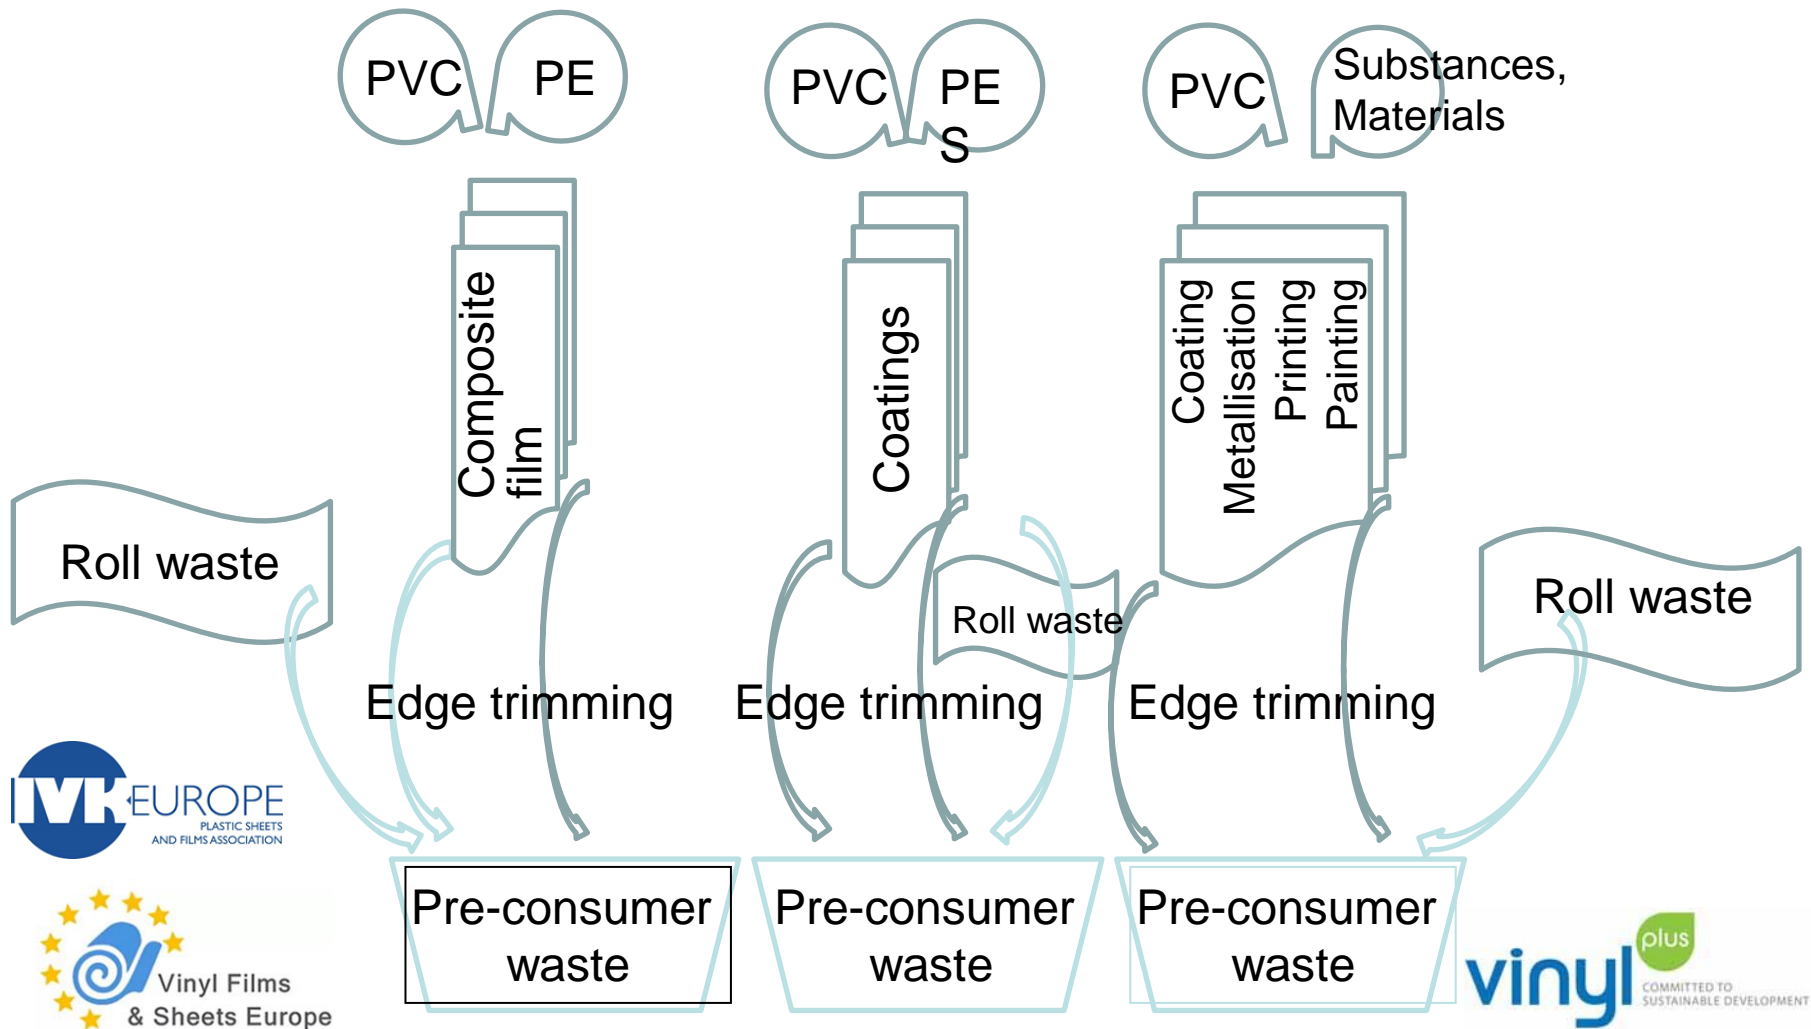 PVC
PE
PVC
PE
S
PVC
Substances,
Materials
Composite
film
Coatings
Coating
Metallisation
Printing
Painting
Roll waste
Roll waste
Roll waste
Edge trimming
Edge trimming
Edge trimming
Pre-consumer
waste
Pre-consumer
waste
Pre-consumer
waste
IVK EUROPE
PLASTIC SHEETS
AND FILMS ASSOCIATION
Vinyl Films
& Sheets Europe
vinyl plus
COMMITTED TO
SUSTAINABLE DEVELOPMENT